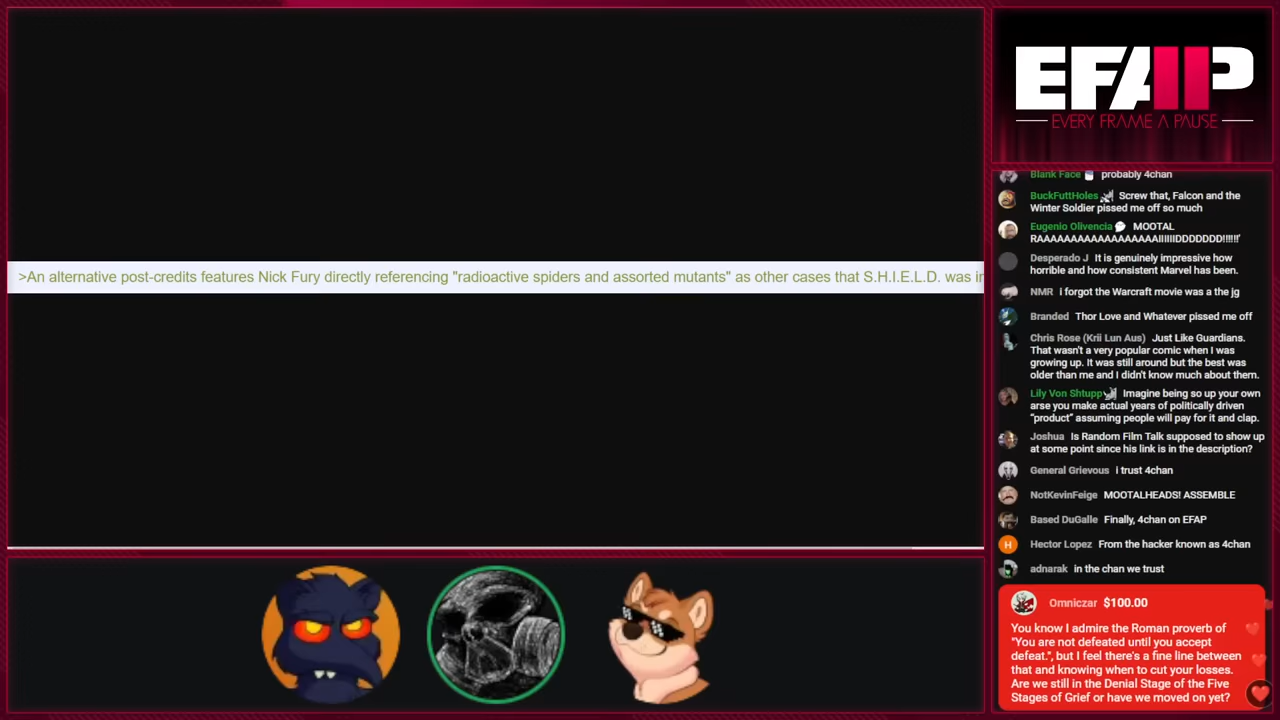 >An alternative post-credits features Nick Fury directly referencing "radioactive spiders and assorted mutants" as other cases that S.H.I.E.L.D. was
EFAP
EVERY FRAME A PAUSE
Blank Face probably 4chan
BuckFuttHoles Screw that, Falcon and the
Winter Soldier pissed me off so much
Eugenio Olivencia MOOTAL
Desperado J It is genuinely impressive how
horrible and how consistent Marvel has been.
NMR i forgot the Warcraft movie was a the jg
Branded Thor Love and Whatever pissed me off
Chris Rose (Krii Lun Aus) Just Like Guardians.
That wasn't a very popular comic when I was
growing up. It was still around but the best was
older than me and I didn't know much about them.
Lily Von Shtupp Imagine being so up your own
arse you make actual years of politically driven
"product" assuming people will pay for it and clap.
Joshua Is Random Film Talk supposed to show up
at some point since his link is in the description?
General Grievous i trust 4chan
NotKevinFeige MOOTALHEADS! ASSEMBLE
Based DuGalle Finally, 4chan on EFAP
H Hector Lopez From the hacker known as 4chan
adnarak in the chan we trust
Omniczar $100.00
You know I admire the Roman proverb of
"You are not defeated until you accept
defeat.", but I feel there's a fine line between
that and knowing when to cut your losses.
Are we still in the Denial Stage of the Five
Stages of Grief or have we moved on yet?